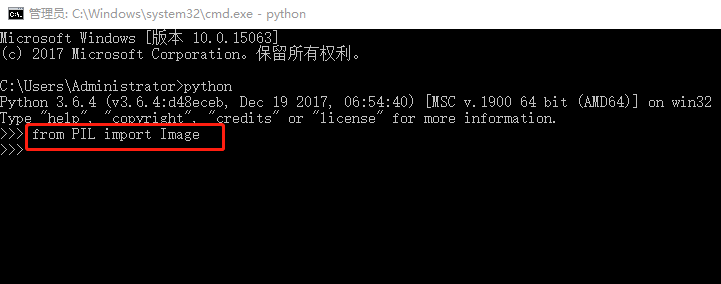 管理员: C:\Windows\system32\cmd.exe - python
Microsoft Windows [版本 10.0.15063]
(c) 2017 Microsoft Corporation。保留所有权利。
C:\Users\Administrator>python
Python 3.6.4 (v3.6.4:d48eceb, Dec 19 2017, 06:54:40) [MSC v.1900 64 bit (AMD64)] on win32
Type "help", "copyright", "credits" or "license" for more information.
>>> from PIL import Image
>>>